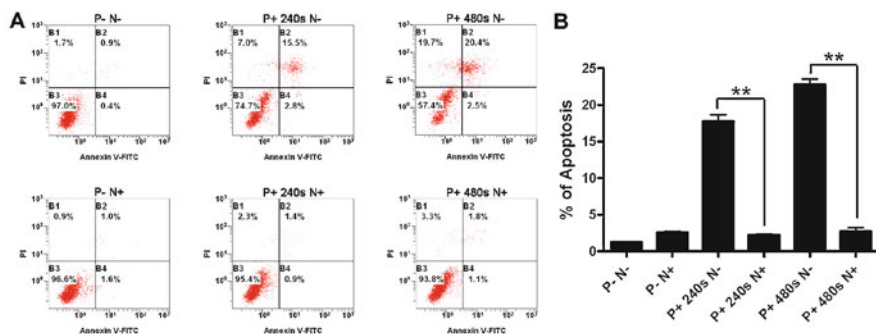 A
P- N-
B1 1.7%
B2 0.9%
B3 97.0%
B4 0.4%
PI
Annexin V-FITC
P+ 240s N-
B1 7.0%
B2 15.5%
B3 74.7%
B4 2.8%
PI
Annexin V-FITC
P+ 480s N-
B1 19.7%
B2 20.4%
B3 57.4%
B4 2.5%
PI
Annexin V-FITC
P- N+
B1 0.9%
B2 1.0%
B3 96.6%
B4 1.6%
PI
Annexin V-FITC
P+ 240s N+
B1 2.3%
B2 1.4%
B3 95.4%
B4 0.9%
PI
Annexin V-FITC
P+ 480s N+
B1 3.3%
B2 1.8%
B3 93.8%
B4 1.1%
PI
Annexin V-FITC
B
% of Apoptosis
25
20
15
10
5
0
**
**
P- N-
P- N+
P+ 240s N-
P+ 240s N+
P+ 480s N-
P+ 480s N+